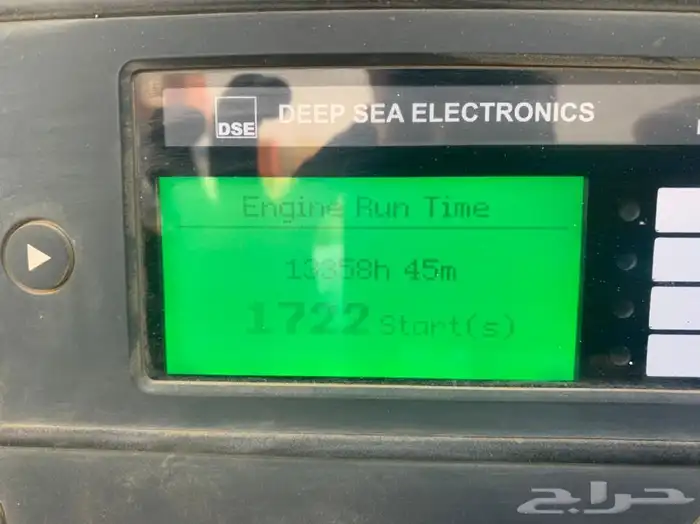 DSE DEEP SEA ELECTRONICS
Engine Run Time
13358h 45m
1722 Start(s)
حراج